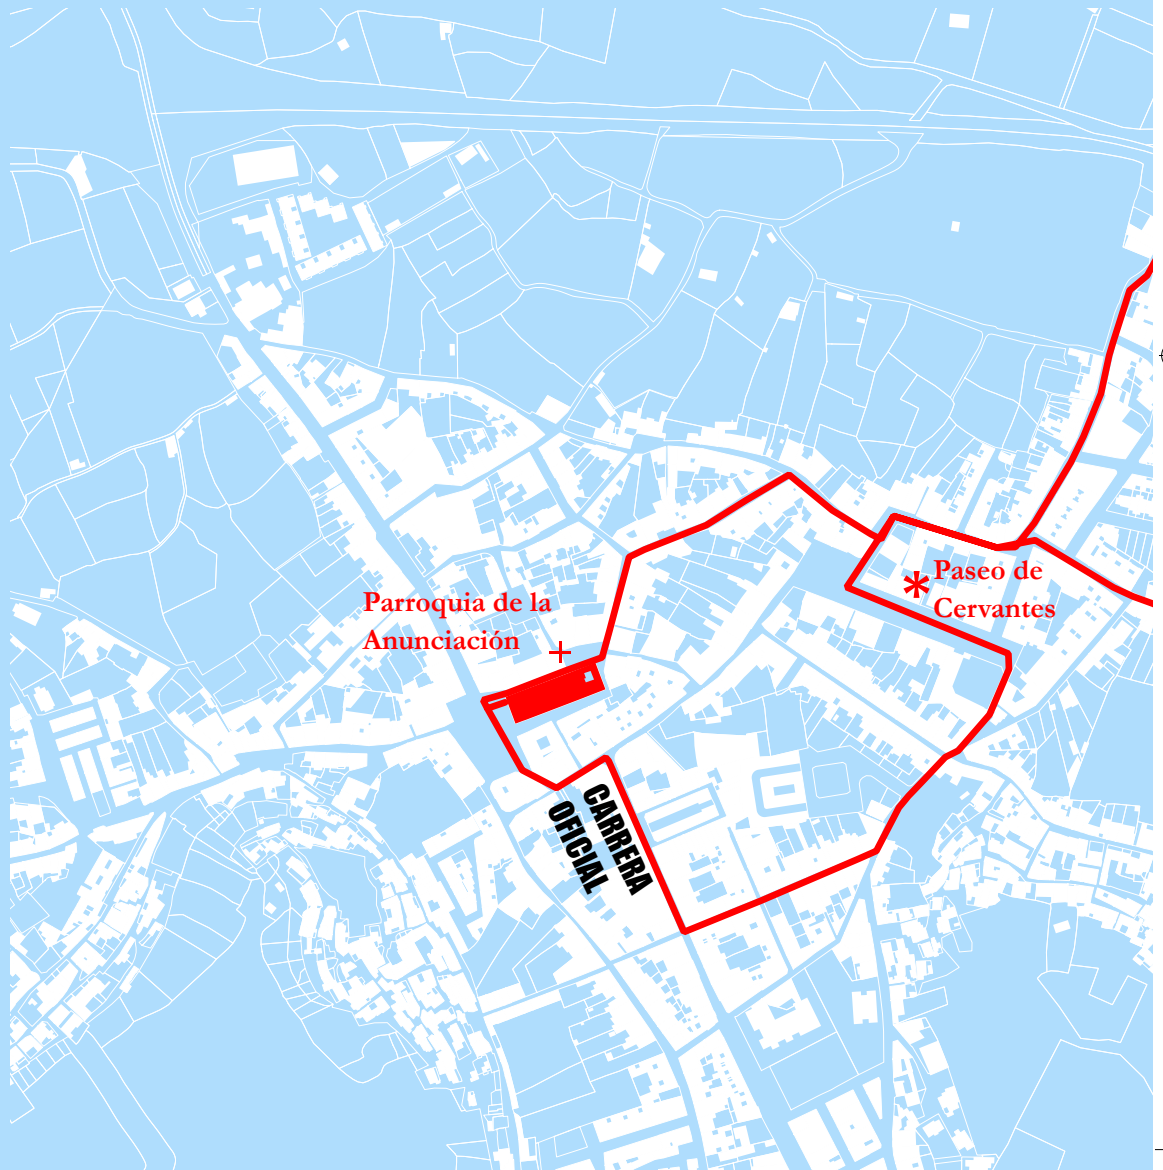 Paseo de
Cervantes
Parroquia de la
Anunciación
CARRERA
OFICIAL